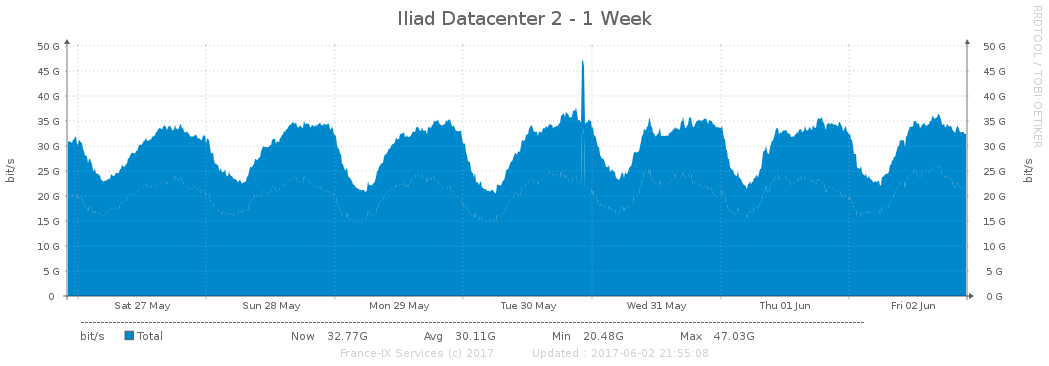 Iliad Datacenter 2 - 1 Week
RRDTOOL / TOBI OETIKER
50 G 50 G
45 G 45 G
40 G 40 G
35 G 35 G
30 G 30 G
25 G 25 G
20 G 20 G
15 G 15 G
10 G 10 G
5 G 5 G
0 0 G
bit/s bit/s
Sat 27 May Sun 28 May Mon 29 May Tue 30 May Wed 31 May Thu 01 Jun Fri 02 Jun
bit/s Total Now 32.77G Avg 30.11G Min 20.48G Max 47.03G
France-IX Services (c) 2017 Updated : 2017-06-02 21:55:08